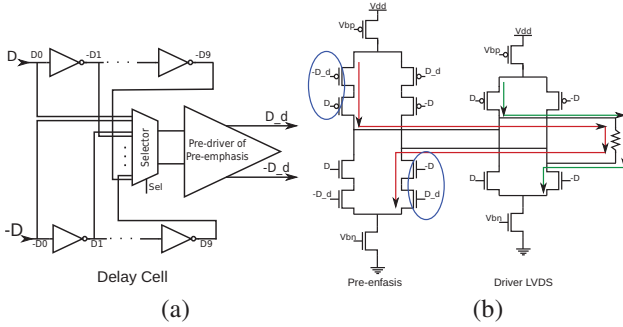 D
D0
-D1
-D9
Selector
Sel
Pre-driver of
Pre-emphasis
D_d
-D_d
-D
-D0
D1
D9
Delay Cell
(a)
Vdd
Vbp
-D_d
D_d
D
-D
D
-D
-D_d
D_d
Vbn
Pre-enfasis
Vdd
Vbp
D
-D
D
-D
Vbn
Driver LVDS
(b)